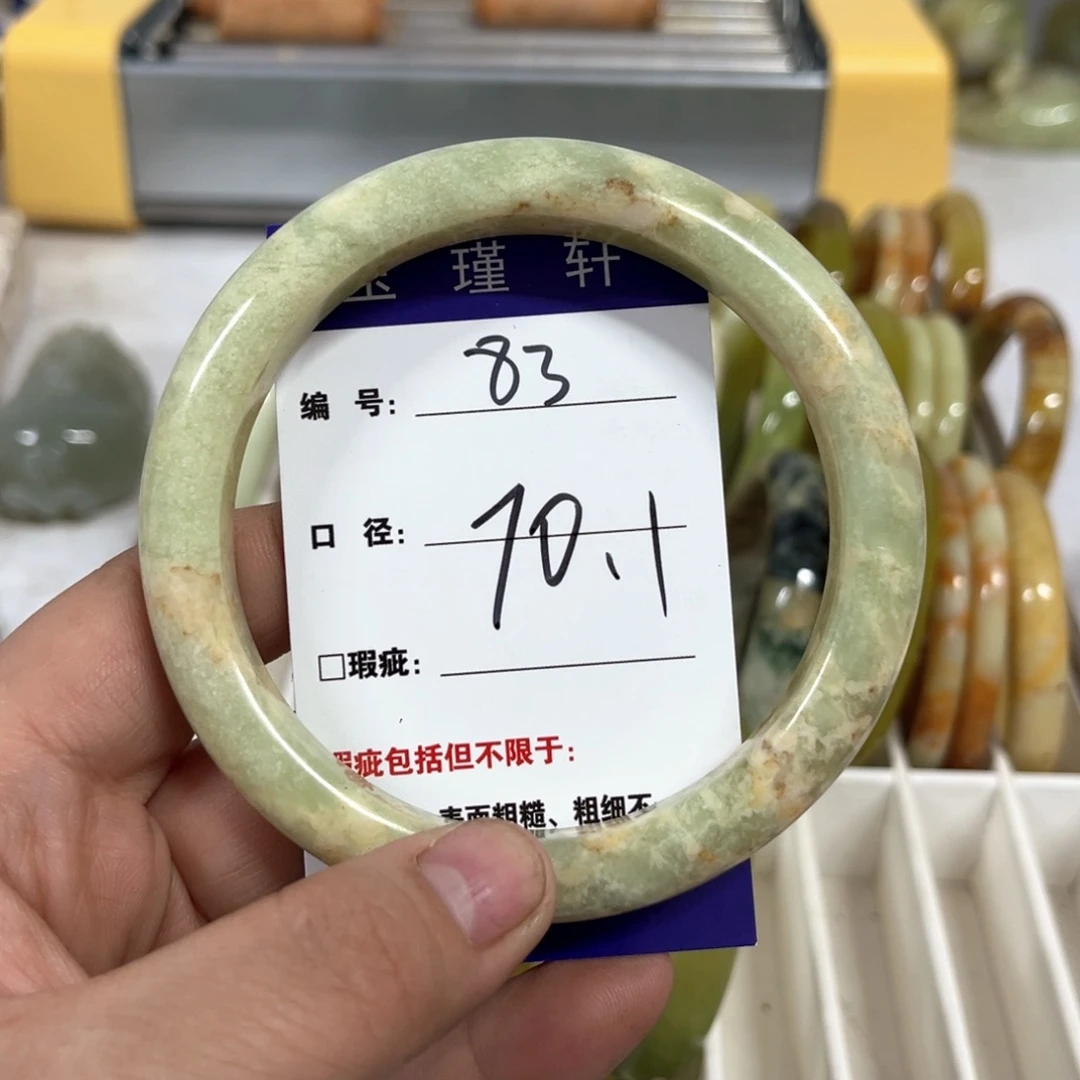 玉瑾轩
编号: 83
口径: 70.1
□瑕疵:
瑕疵包括但不限于:
表面粗糙、粗细不